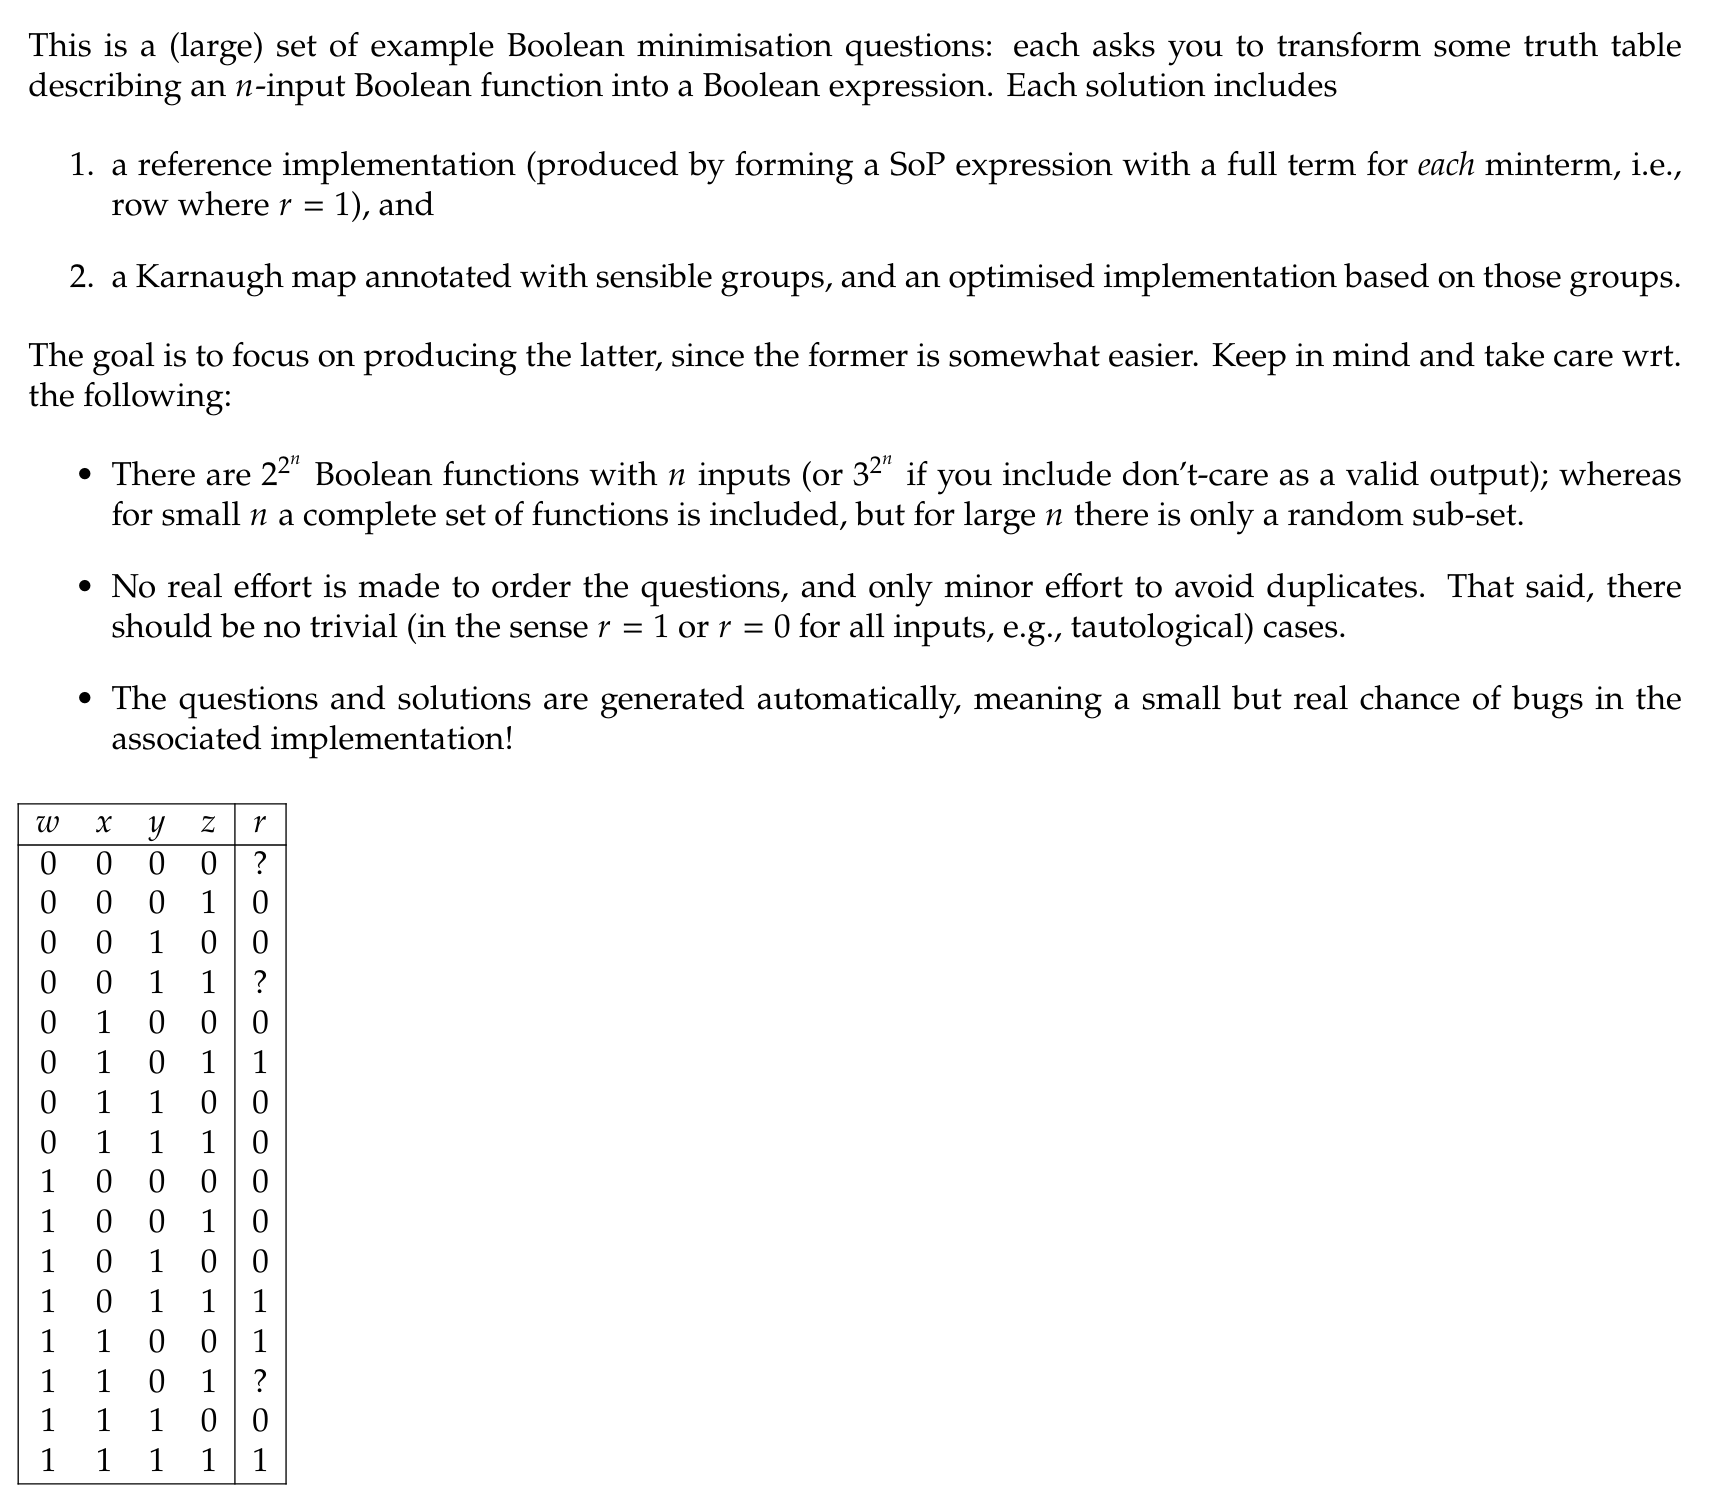 This is a (large) set of example Boolean minimisation questions: each asks you to transform some truth table
describing an n-input Boolean function into a Boolean expression. Each solution includes
1. a reference implementation (produced by forming a SoP expression with a full term for each minterm, i.e.,
row where r = 1), and
2. a Karnaugh map annotated with sensible groups, and an optimised implementation based on those groups.
The goal is to focus on producing the latter, since the former is somewhat easier. Keep in mind and take care wrt.
the following:
• There are 2^{2^n} Boolean functions with n inputs (or 3^{2^n} if you include don't-care as a valid output); whereas
for small n a complete set of functions is included, but for large n there is only a random sub-set.
• No real effort is made to order the questions, and only minor effort to avoid duplicates. That said, there
should be no trivial (in the sense r = 1 or r = 0 for all inputs, e.g., tautological) cases.
• The questions and solutions are generated automatically, meaning a small but real chance of bugs in the
associated implementation!
w x y z r
0 0 0 0 ?
0 0 0 1 0
0 0 1 0 0
0 0 1 1 ?
0 1 0 0 0
0 1 0 1 1
0 1 1 0 0
0 1 1 1 0
1 0 0 0 0
1 0 0 1 0
1 0 1 0 0
1 0 1 1 1
1 1 0 0 1
1 1 0 1 ?
1 1 1 0 0
1 1 1 1 1